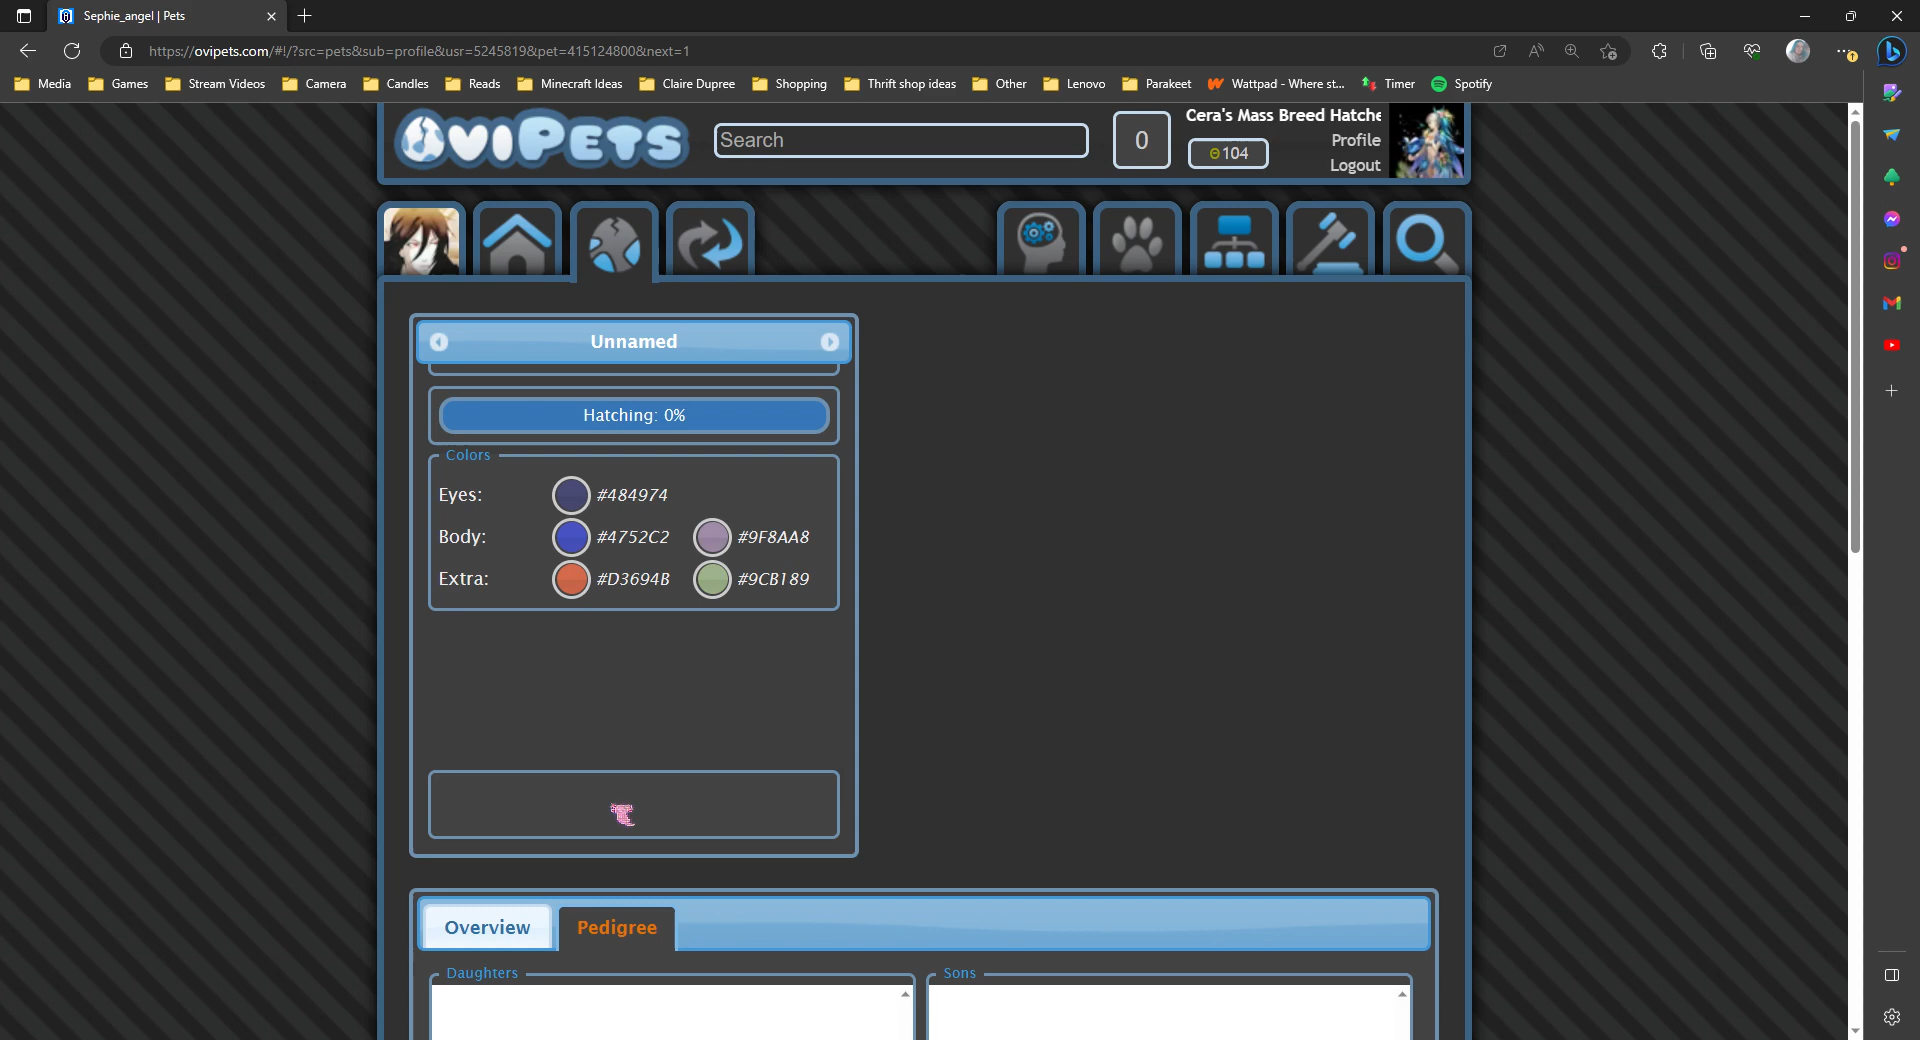 Sephie_angel | Pets
https://ovipets.com/#!/?src=pets&sub=profile&usr=5245819&pet=415124800&next=1
Media Games Stream Videos Camera Candles Reads Minecraft Ideas Claire Dupree Shopping Thrift shop ideas Other Lenovo Parakeet Wattpad - Where st... Timer Spotify
OviPets
Search
0
Cera's Mass Breed Hatche
104
Profile
Logout
Unnamed
Hatching: 0%
Colors
Eyes: #484974
Body: #4752C2 #9F8AA8
Extra: #D3694B #9CB189
Overview Pedigree
Daughters Sons